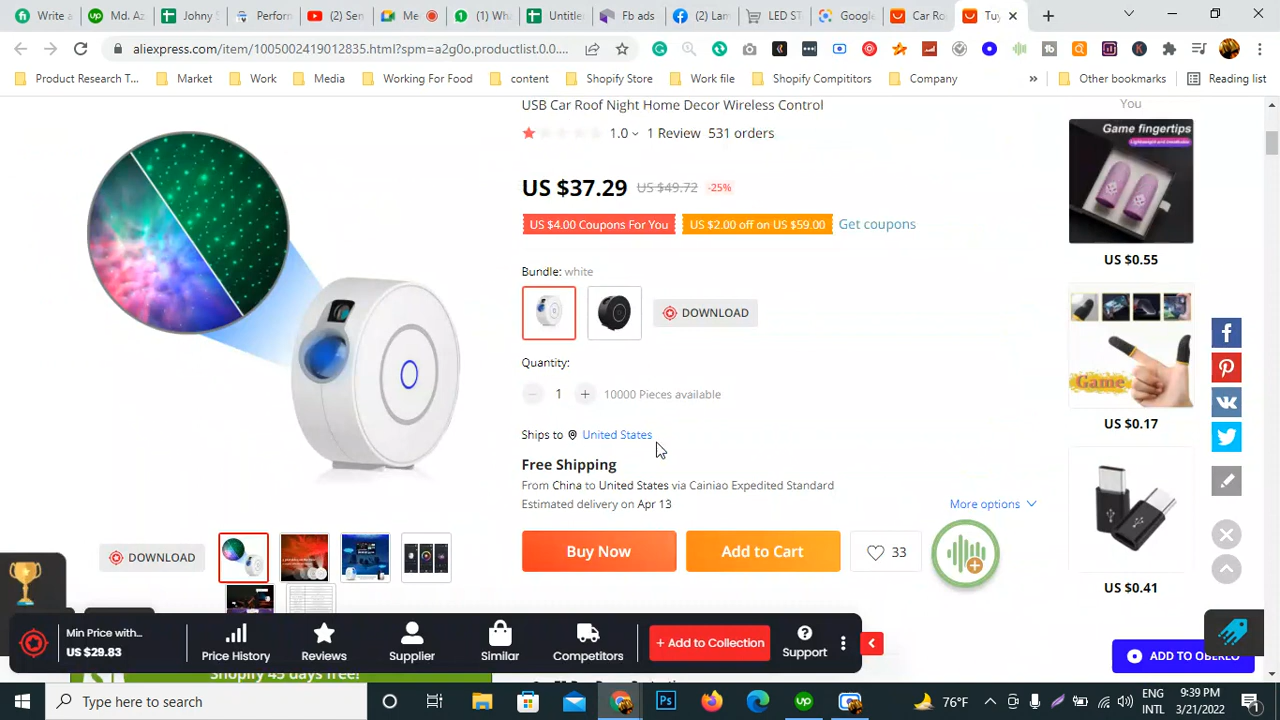 Write a
Md. Az
Johny S
Perform
(2) Sen
Me
(1) Wha
Untitle
Fb ads
(2) Lam
LED ST
Google
Car Ro
Tuy
aliexpress.com/item/1005002419012835.html?spm=a2g0o.productlist.0.0....
Product Research T...
Market
Work
Media
Working For Food
content
Shopify Store
Work file
Shopify Compititors
Company
»
Other bookmarks
Reading list
USB Car Roof Night Home Decor Wireless Control
1.0 1 Review 531 orders
US $37.29 US $49.72 -25%
US $4.00 Coupons For You US $2.00 off on US $59.00 Get coupons
Bundle: white
DOWNLOAD
Quantity:
1 + 10000 Pieces available
Ships to United States
Free Shipping
From China to United States via Cainiao Expedited Standard
Estimated delivery on Apr 13
More options
Buy Now
Add to Cart
33
DOWNLOAD
You
Game fingertips
US $0.55
Game
US $0.17
US $0.41
Min Price with...
US $29.83
Price History
Reviews
Supplier
Similar
Competitors
+ Add to Collection
Support
ADD TO OBERLO
Shopify 45 days free!
Type here to search
76°F
ENG
INTL
9:39 PM
3/21/2022